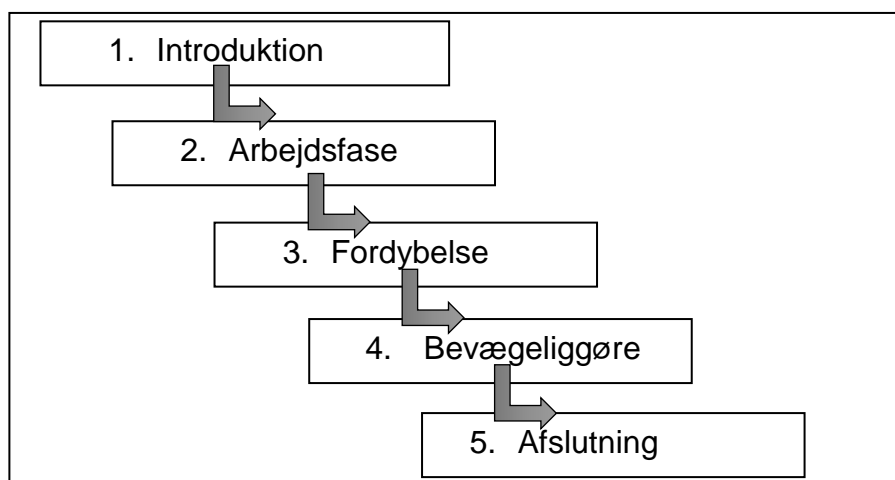 1. Introduktion
2. Arbejdsfase
3. Fordybelse
4. Bevægeliggøre
5. Afslutning